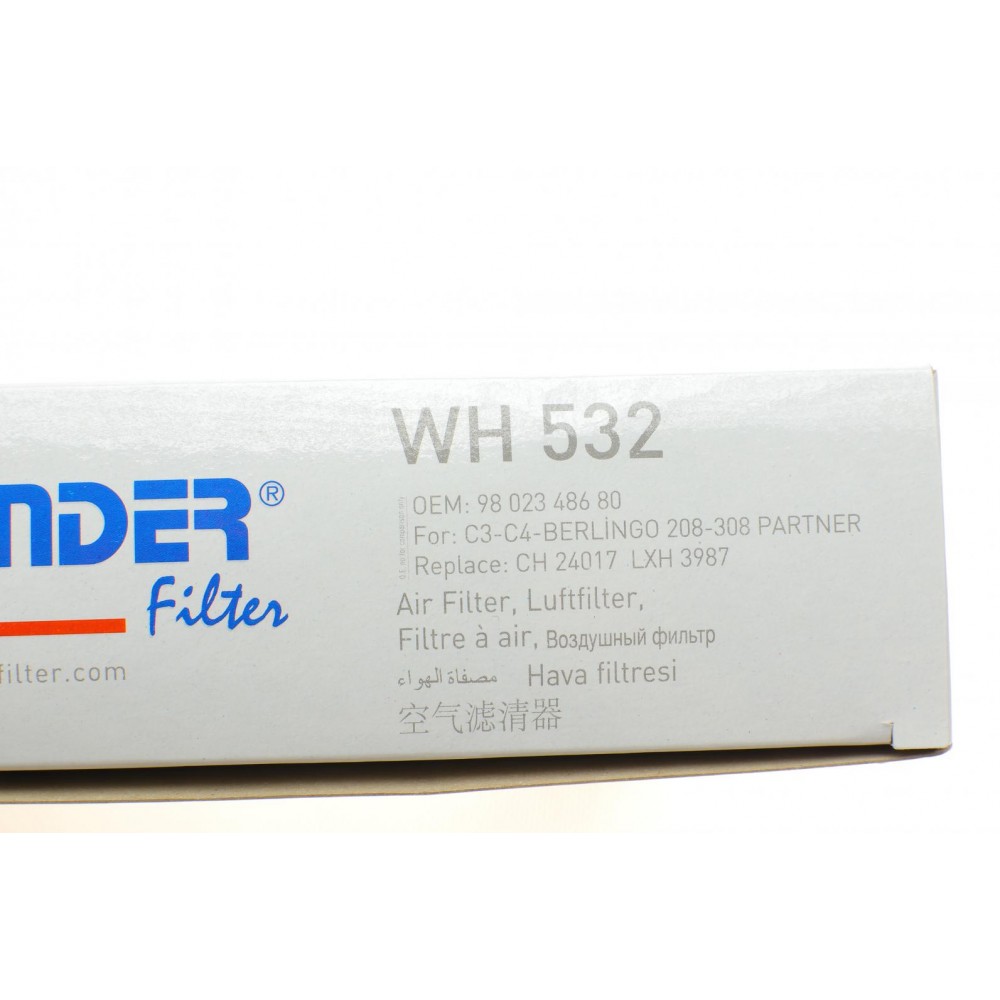 WH 532
NDER®
Filter
filter.com
OEM: 98 023 486 80
For: C3-C4-BERLİNGO 208-308 PARTNER
Replace: CH 24017 LXH 3987
Air Filter, Luftfilter,
Filtre à air, Воздушный фильтр
مصفاة الهواء Hava filtresi
空气滤清器